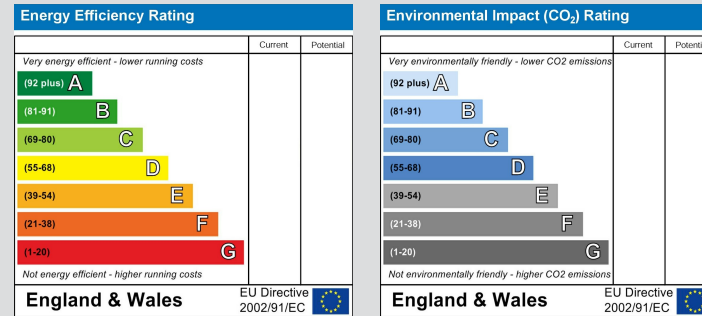 Energy Efficiency Rating
Current Potential
Very energy efficient - lower running costs
(92 plus) A
(81-91) B
(69-80) C
(55-68) D
(39-54) E
(21-38) F
(1-20) G
Not energy efficient - higher running costs
England & Wales
EU Directive
2002/91/EC
Environmental Impact (CO₂) Rating
Current Potenti
Very environmentally friendly - lower CO2 emissions
(92 plus) A
(81-91) B
(69-80) C
(55-68) D
(39-54) E
(21-38) F
(1-20) G
Not environmentally friendly - higher CO2 emissions
England & Wales
EU Directive
2002/91/EC